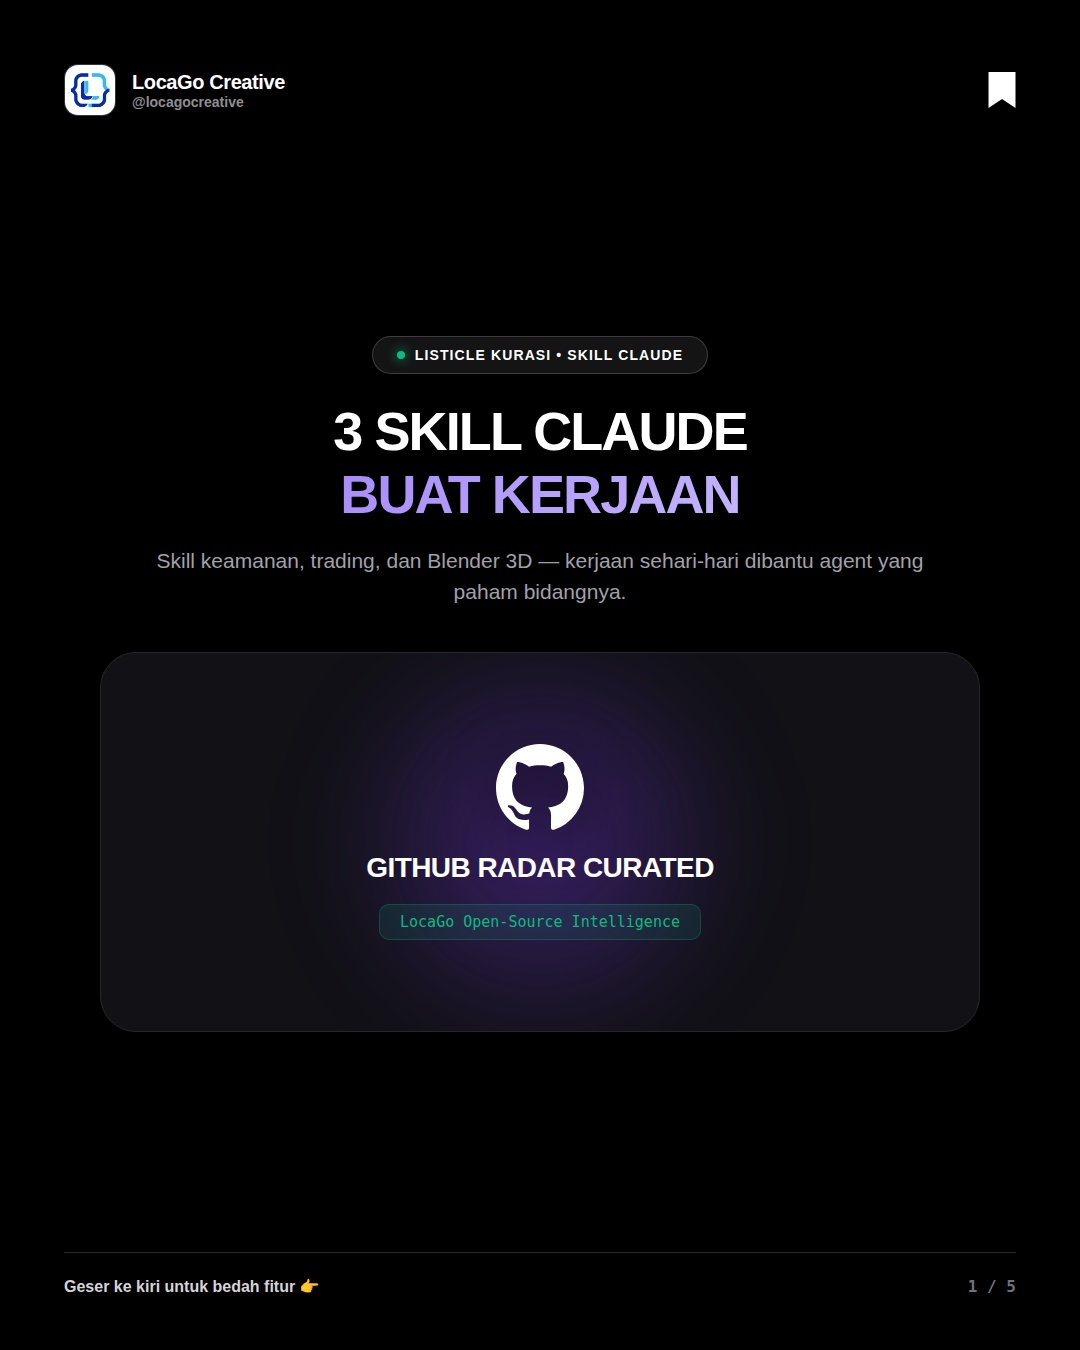 LocaGo Creative
@locagocreative
LISTICLE KURASI • SKILL CLAUDE
3 SKILL CLAUDE
BUAT KERJAAN
Skill keamanan, trading, dan Blender 3D — kerjaan sehari-hari dibantu agent yang
paham bidangnya.
GITHUB RADAR CURATED
LocaGo Open-Source Intelligence
Geser ke kiri untuk bedah fitur 👉
1 / 5